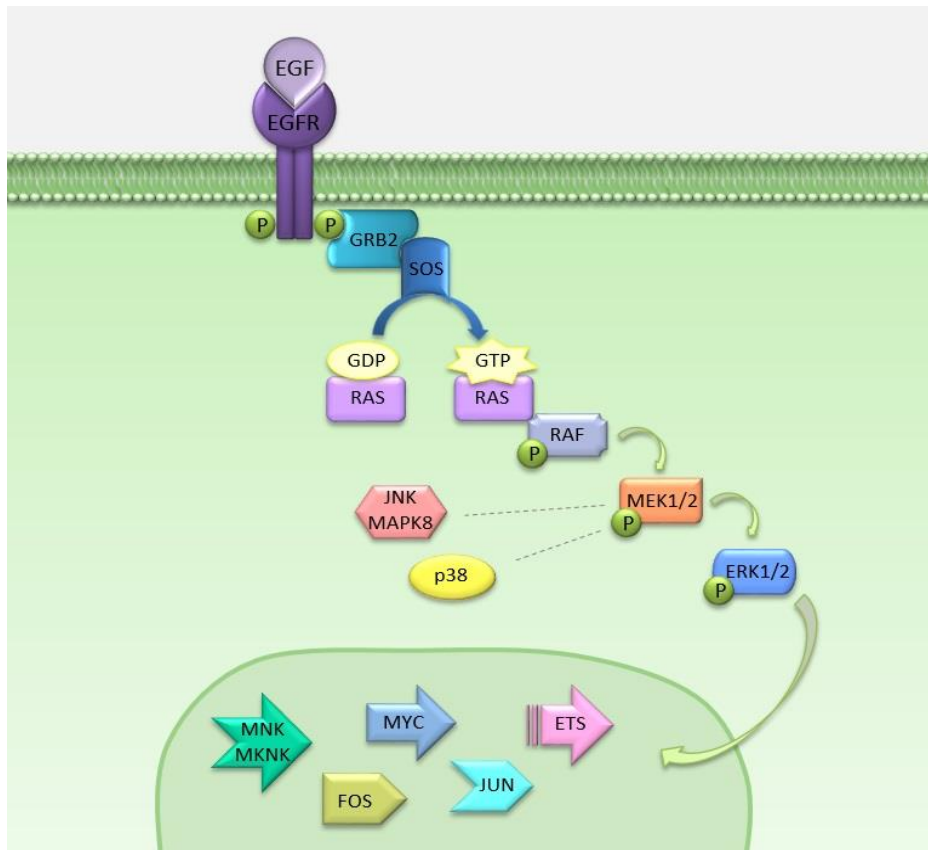 EGF
EGFR
P
P
GRB2
SOS
GDP
GTP
RAS
RAS
RAF
P
JNK
MAPK8
MEK1/2
P
p38
ERK1/2
P
MNK
MKNK
MYC
ETS
FOS
JUN